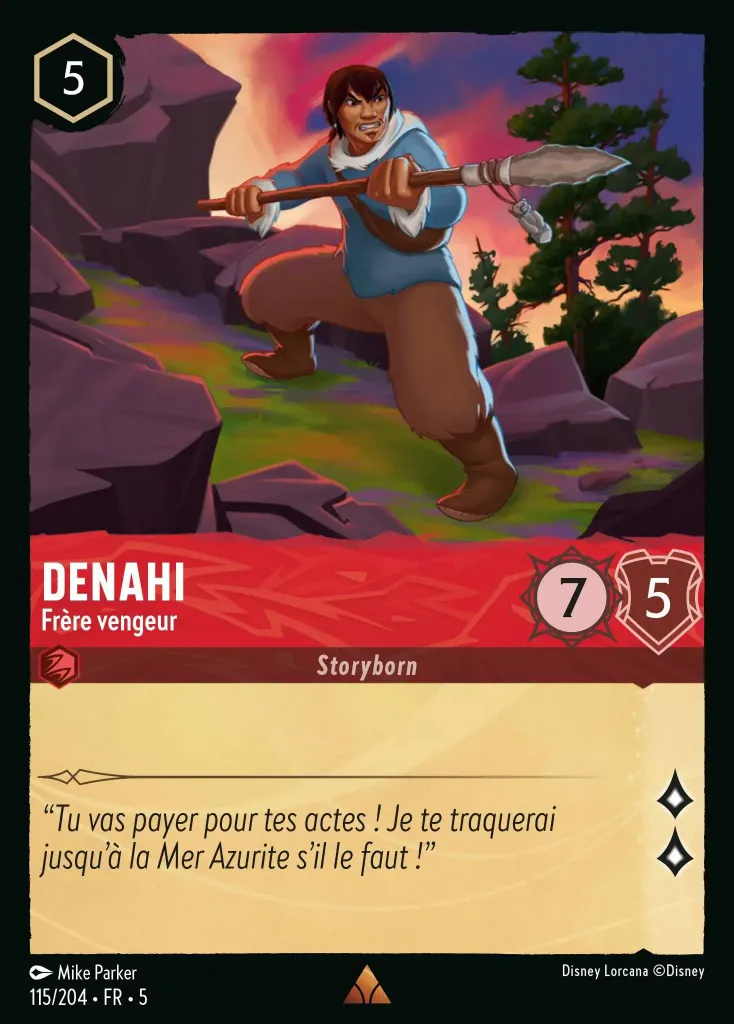 5
DENAHI
Frère vengeur
7
5
Storyborn
“Tu vas payer pour tes actes ! Je te traquerai
jusqu’à la Mer Azurite s’il le faut !”
Mike Parker
Disney Lorcana ©Disney
115/204 • FR • 5